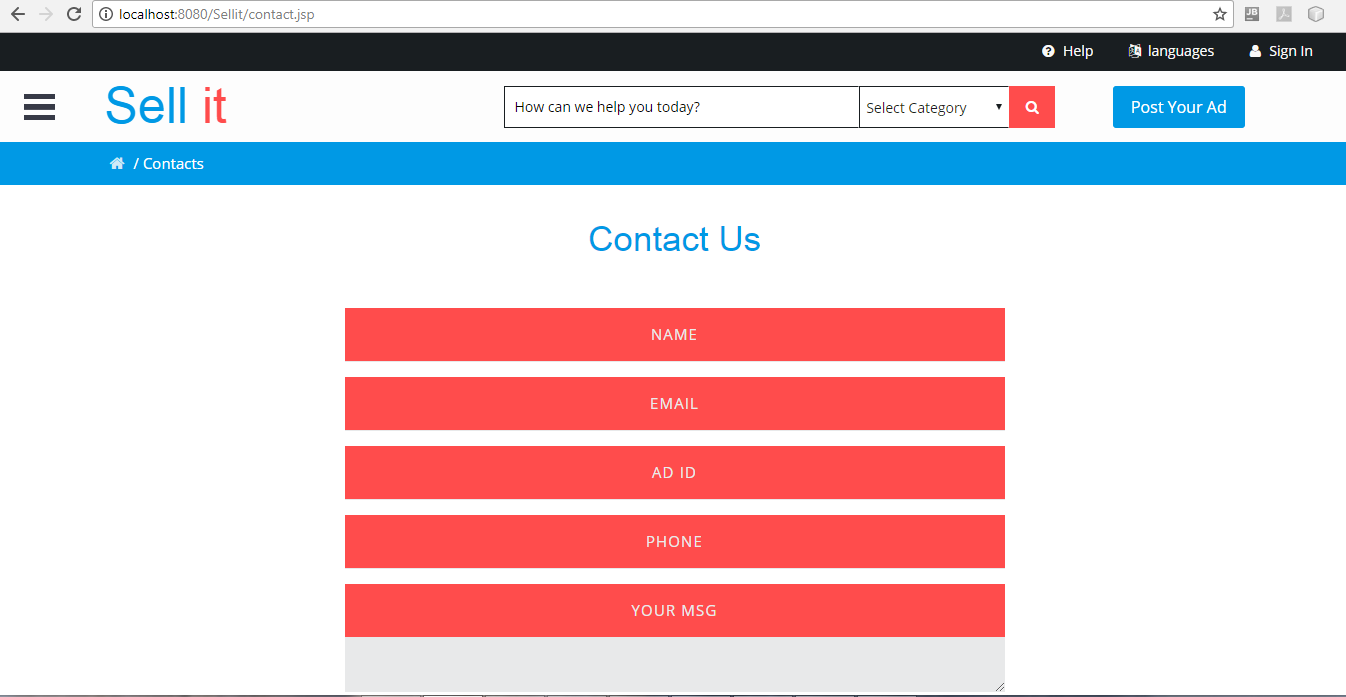 localhost:8080/Sellit/contact.jsp
JB
Help languages Sign In
Sell it How can we help you today? Select Category Post Your Ad
/ Contacts
Contact Us
NAME
EMAIL
AD ID
PHONE
YOUR MSG